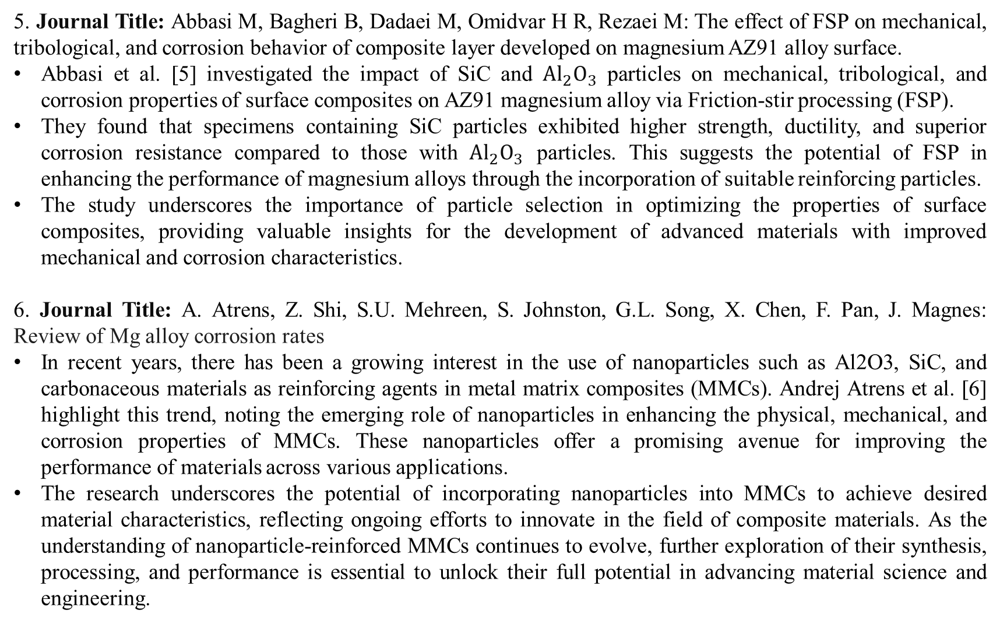 5. Journal Title: Abbasi M, Bagheri B, Dadaei M, Omidvar H R, Rezaei M: The effect of FSP on mechanical,
tribological, and corrosion behavior of composite layer developed on magnesium AZ91 alloy surface.
• Abbasi et al. [5] investigated the impact of SiC and Al₂O₃ particles on mechanical, tribological, and
corrosion properties of surface composites on AZ91 magnesium alloy via Friction-stir processing (FSP).
• They found that specimens containing SiC particles exhibited higher strength, ductility, and superior
corrosion resistance compared to those with Al₂O₃ particles. This suggests the potential of FSP in
enhancing the performance of magnesium alloys through the incorporation of suitable reinforcing particles.
• The study underscores the importance of particle selection in optimizing the properties of surface
composites, providing valuable insights for the development of advanced materials with improved
mechanical and corrosion characteristics.
6. Journal Title: A. Atrens, Z. Shi, S.U. Mehreen, S. Johnston, G.L. Song, X. Chen, F. Pan, J. Magnes:
Review of Mg alloy corrosion rates
• In recent years, there has been a growing interest in the use of nanoparticles such as Al2O3, SiC, and
carbonaceous materials as reinforcing agents in metal matrix composites (MMCs). Andrej Atrens et al. [6]
highlight this trend, noting the emerging role of nanoparticles in enhancing the physical, mechanical, and
corrosion properties of MMCs. These nanoparticles offer a promising avenue for improving the
performance of materials across various applications.
• The research underscores the potential of incorporating nanoparticles into MMCs to achieve desired
material characteristics, reflecting ongoing efforts to innovate in the field of composite materials. As the
understanding of nanoparticle-reinforced MMCs continues to evolve, further exploration of their synthesis,
processing, and performance is essential to unlock their full potential in advancing material science and
engineering.